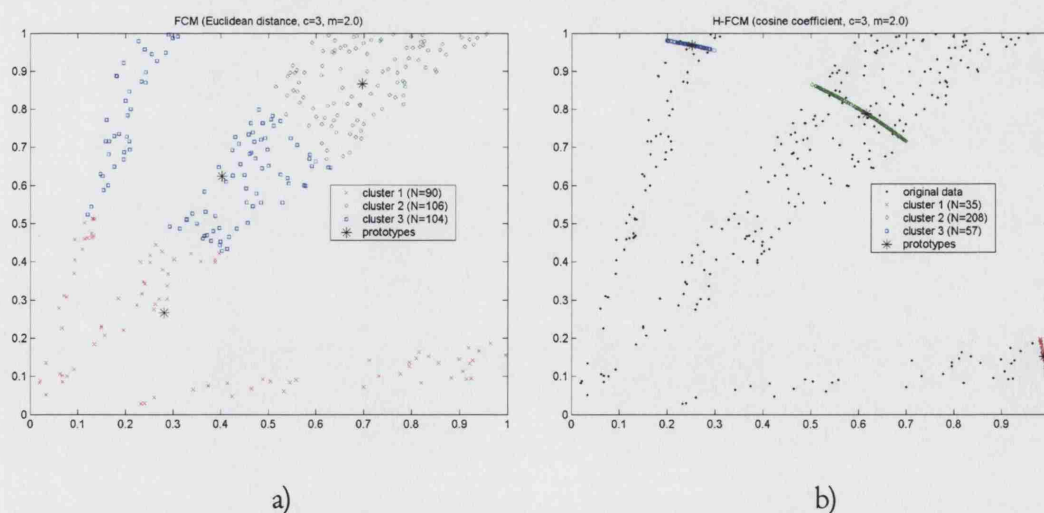 FCM (Euclidean distance, c=3, m=2.0)
1
0.9
0.8
0.7
0.6
0.5
0.4
0.3
0.2
0.1
0
0 0.1 0.2 0.3 0.4 0.5 0.6 0.7 0.8 0.9 1
cluster 1 (N=90)
cluster 2 (N=106)
cluster 3 (N=104)
prototypes
a)
H-FCM (cosine coefficient, c=3, m=2.0)
1
0.9
0.8
0.7
0.6
0.5
0.4
0.3
0.2
0.1
0
0 0.1 0.2 0.3 0.4 0.5 0.6 0.7 0.8 0.9
original data
cluster 1 (N=35)
cluster 2 (N=208)
cluster 3 (N=57)
prototypes
b)